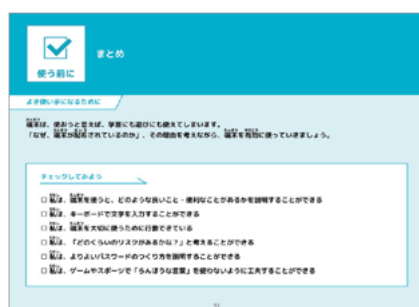 まとめ
使う前に
よき使い手になるために
端末は、使おうと思えば、学習にも遊びにも使えてしまいます。
「なぜ、端末が配布されているのか」、その理由を考えながら、端末を有効に使っていきましょう。
チェックしてみよう
□ 私は、端末を使うと、どのような良いこと・便利なことがあるかを説明することができる
□ 私は、キーボードで文字を入力することができる
□ 私は、端末を大切に使うために行動できている
□ 私は、「どのくらいのリスクがあるかな？」と考えることができる
□ 私は、よりよいパスワードのつくり方を説明することができる
□ 私は、ゲームやスポーツで「らんぼうな言葉」を使わないように工夫することができる